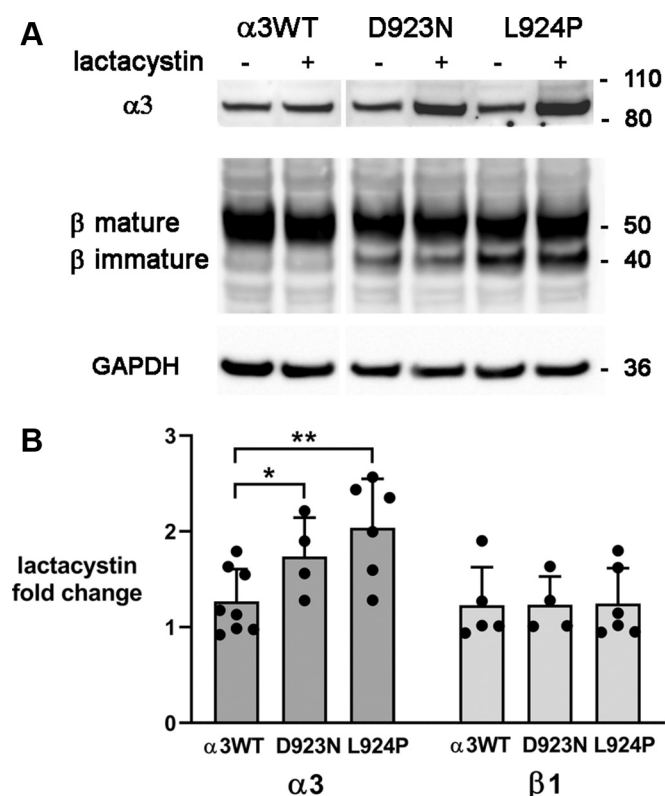 A
α3WT D923N L924P
lactacystin - + - + - +
- 110
α3
- 80
β mature - 50
β immature - 40
GAPDH - 36
B
3
**
*
2
lactacystin
fold change
1
0
α3WT D923N L924P α3WT D923N L924P
α3 β1